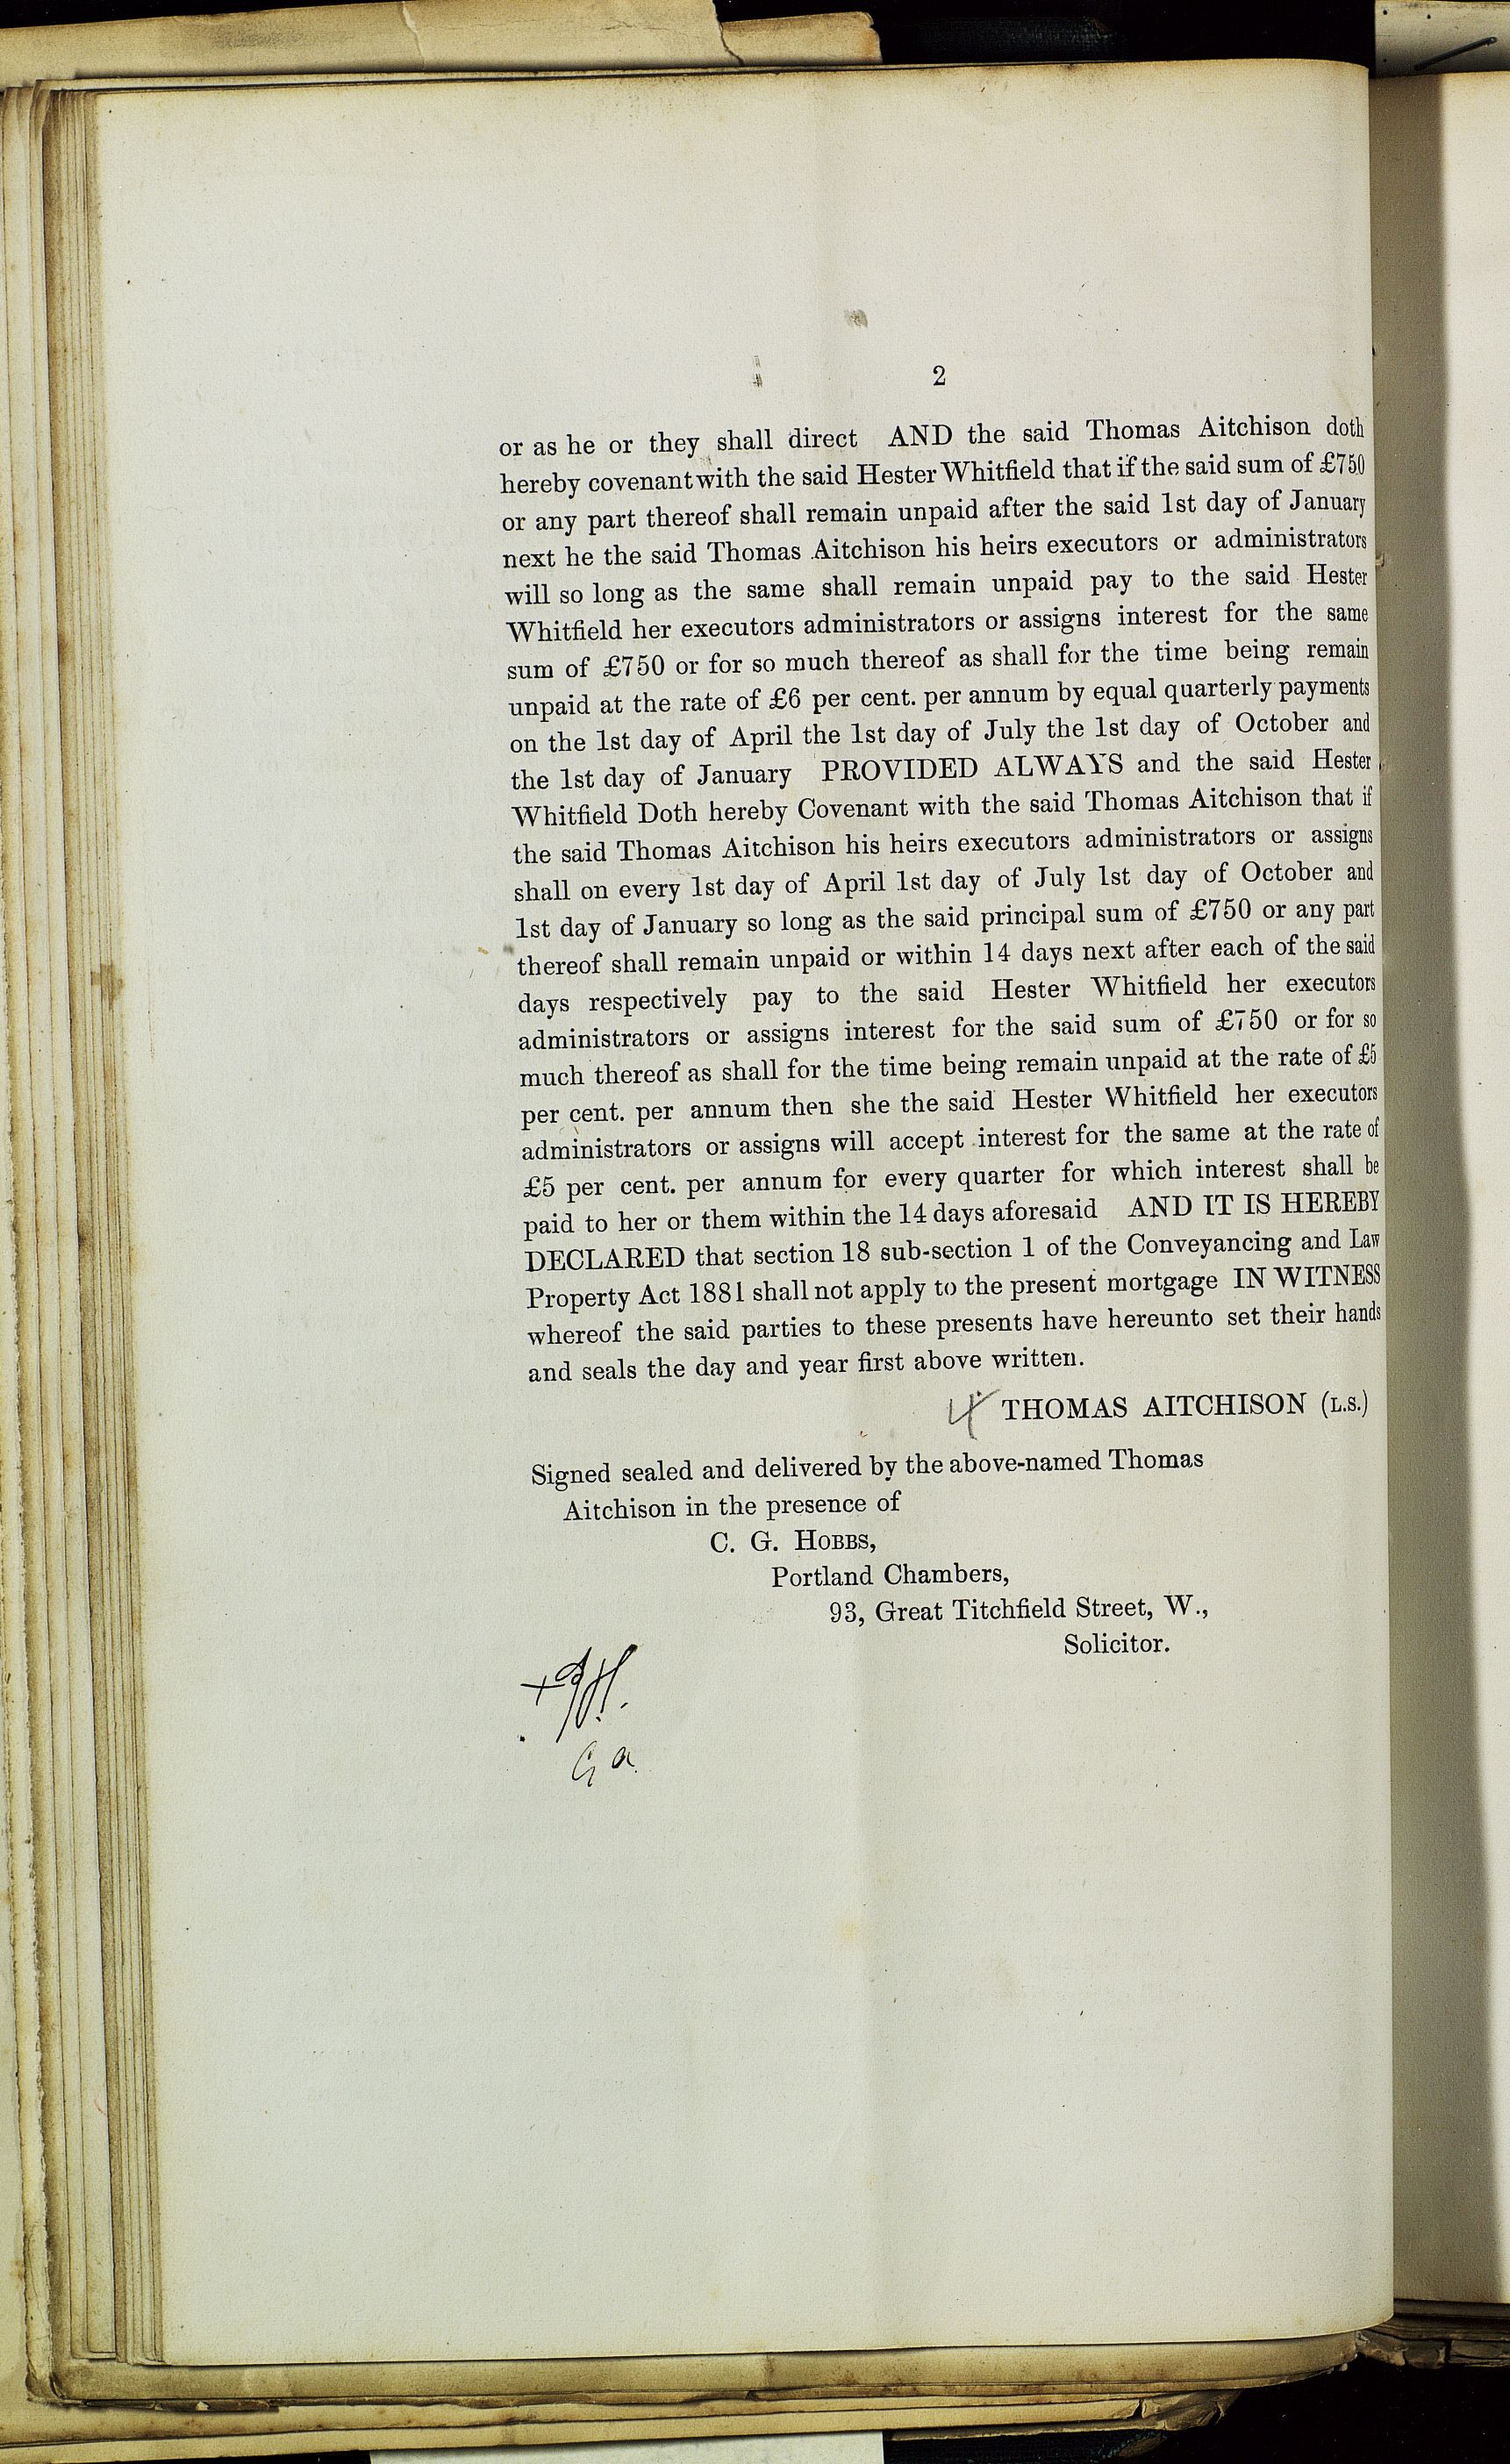 2
or as he or they shall direct AND the said Thomas Aitchison doth
hereby covenant with the said Hester Whitfield that if the said sum of £750
or any part thereof shall remain unpaid after the said 1st day of January
next he the said Thomas Aitchison his heirs executors or administrators
will so long as the same shall remain unpaid pay to the said Hester
Whitfield her executors administrators or assigns interest for the same
sum of £750 or for so much thereof as shall for the time being remain
unpaid at the rate of £6 per cent. per annum by equal quarterly payments
on the 1st day of April the 1st day of July the 1st day of October and
the 1st day of January PROVIDED ALWAYS and the said Hester
Whitfield Doth hereby Covenant with the said Thomas Aitchison that if
the said Thomas Aitchison his heirs executors administrators or assigns
shall on every 1st day of April 1st day of July 1st day of October and
1st day of January so long as the said principal sum of £750 or any part
thereof shall remain unpaid or within 14 days next after each of the said
days respectively pay to the said Hester Whitfield her executors
administrators or assigns interest for the said sum of £750 or for so
much thereof as shall for the time being remain unpaid at the rate of £5
per cent. per annum then she the said Hester Whitfield her executors
administrators or assigns will accept interest for the same at the rate of
£5 per cent. per annum for every quarter for which interest shall be
paid to her or them within the 14 days aforesaid AND IT IS HEREBY
DECLARED that section 18 sub-section 1 of the Conveyancing and Law
Property Act 1881 shall not apply to the present mortgage IN WITNESS
whereof the said parties to these presents have hereunto set their hands
and seals the day and year first above written.
THOMAS AITCHISON (L.S.)
Signed sealed and delivered by the above-named Thomas
Aitchison in the presence of
C. G. HOBBS,
Portland Chambers,
93, Great Titchfield Street, W.,
Solicitor.